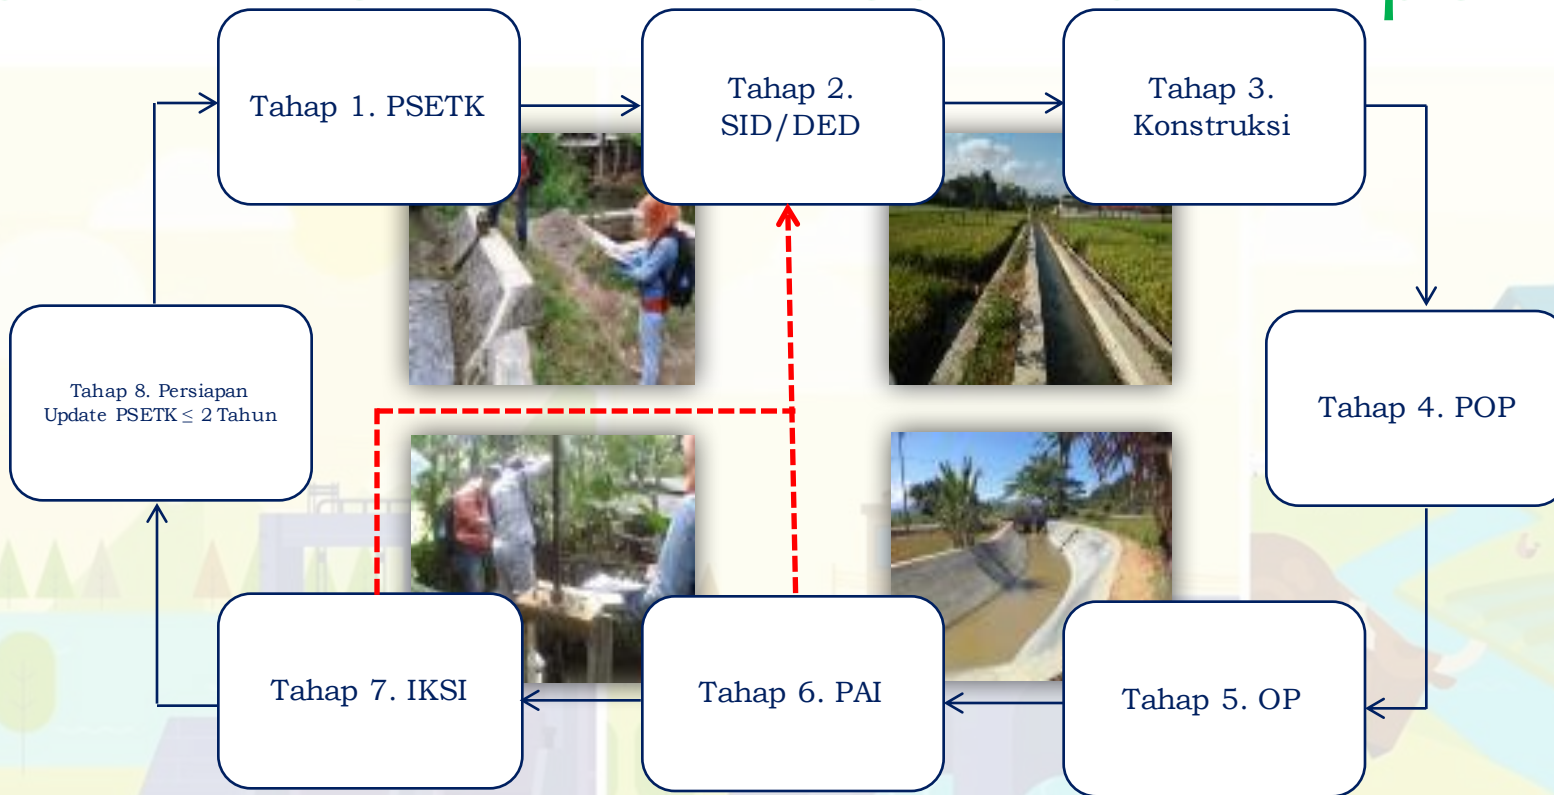 Tahap 1. PSETK
Tahap 2.
SID/DED
Tahap 3.
Konstruksi
Tahap 4. POP
Tahap 5. OP
Tahap 6. PAI
Tahap 7. IKSI
Tahap 8. Persiapan
Update PSETK ≤ 2 Tahun